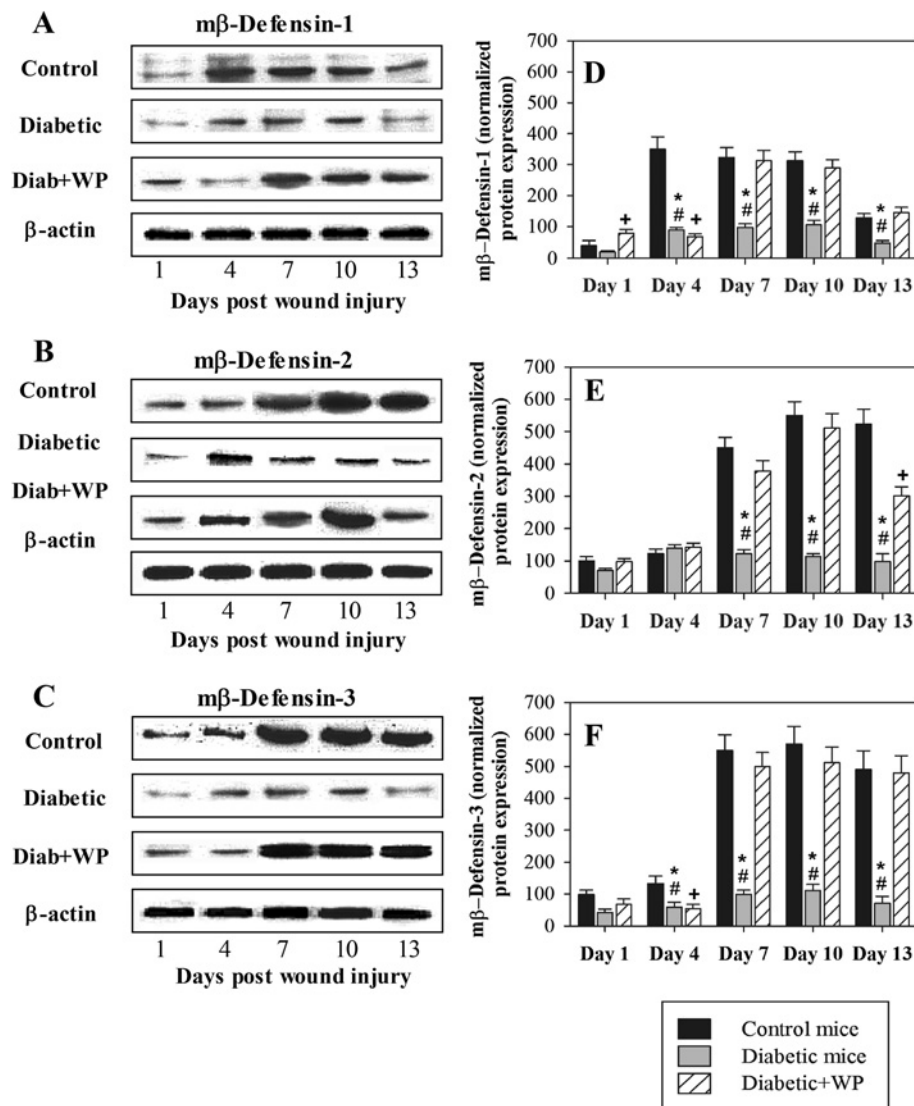 A
mβ-Defensin-1
Control
Diabetic
Diab+WP
β-actin
1 4 7 10 13
Days post wound injury
D
mβ–Defensin-1 (normalized
protein expression)
700
600
500
400
300
200
100
0
+
*
#
+
*
#
*
#
*
#
Day 1 Day 4 Day 7 Day 10 Day 13
B
mβ-Defensin-2
Control
Diabetic
Diab+WP
β-actin
1 4 7 10 13
Days post wound injury
E
mβ–Defensin-2 (normalized
protein expression)
700
600
500
400
300
200
100
0
*
#
*
#
*
#
+
Day 1 Day 4 Day 7 Day 10 Day 13
C
mβ-Defensin-3
Control
Diabetic
Diab+WP
β-actin
1 4 7 10 13
Days post wound injury
F
mβ–Defensin-3 (normalized
protein expression)
700
600
500
400
300
200
100
0
*
#
+
*
#
*
#
*
#
Day 1 Day 4 Day 7 Day 10 Day 13
Control mice
Diabetic mice
Diabetic+WP